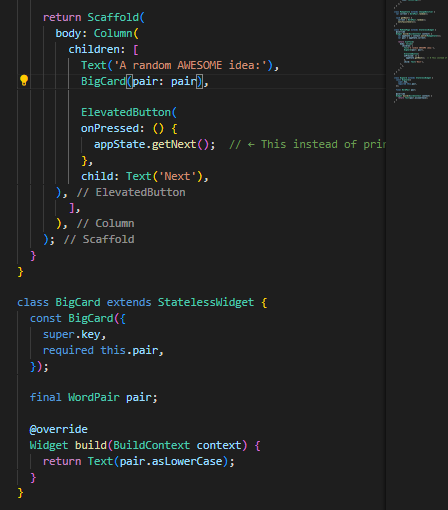 return Scaffold(
body: Column(
children: [
Text('A random AWESOME idea:'),
BigCard(pair: pair),
ElevatedButton(
onPressed: () {
appState.getNext();  // ← This instead of prin
},
child: Text('Next'),
), // ElevatedButton
],
), // Column
); // Scaffold
}
}
class BigCard extends StatelessWidget {
const BigCard({
super.key,
required this.pair,
});
final WordPair pair;
@override
Widget build(BuildContext context) {
return Text(pair.asLowerCase);
}
}